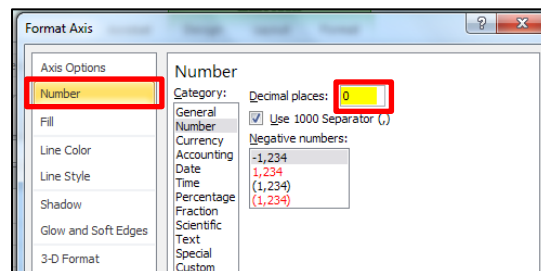 Format Axis
Axis Options
Number
Fill
Line Color
Line Style
Shadow
Glow and Soft Edges
3-D Format
Number
Category:
General
Number
Currency
Accounting
Date
Time
Percentage
Fraction
Scientific
Text
Special
Custom
Decimal places: 0
Use 1000 Separator (,)
Negative numbers:
-1,234
1,234
(1,234)
(1,234)